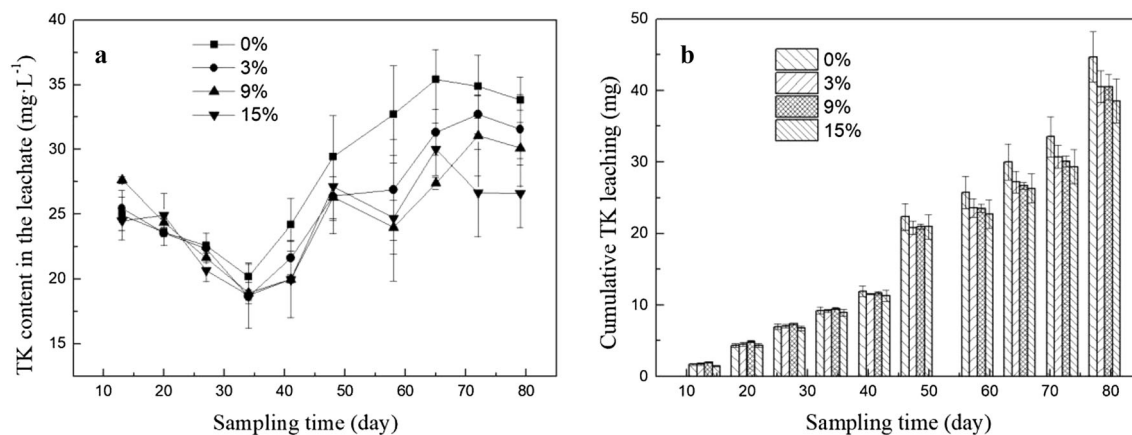 a
0%
3%
9%
15%
TK content in the leachate (mg·L⁻¹)
40
35
30
25
20
15
10 20 30 40 50 60 70 80
Sampling time (day)
b
0%
3%
9%
15%
Cumulative TK leaching (mg)
50
40
30
20
10
0
10 20 30 40 50 60 70 80
Sampling time (day)